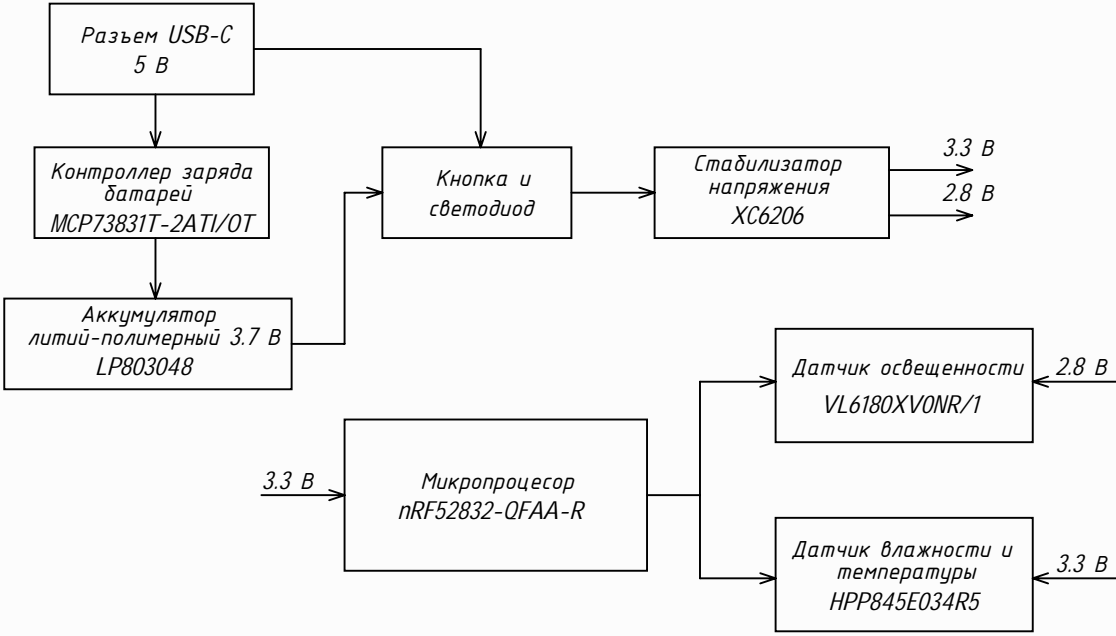 Разъем USB-C
5 В
Контроллер заряда
батарей
MCP73831T-2ATI/OT
Аккумулятор
литий-полимерный 3.7 В
LP803048
Кнопка и
светодиод
Стабилизатор
напряжения
XC6206
3.3 В
2.8 В
3.3 В
Микропроцесор
nRF52832-QFAA-R
Датчик освещенности
VL6180XV0NR/1
2.8 В
Датчик влажности и
температуры
HPP845E034R5
3.3 В